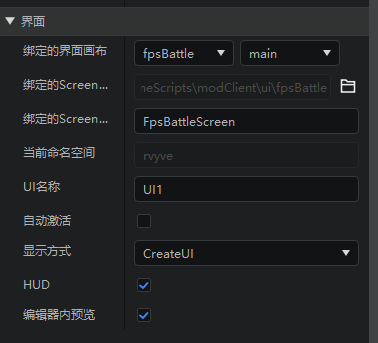 界面
绑定的界面画布 fpsBattle main
绑定的Screen... neScripts\modClient\ui\fpsBattle
绑定的Screen... FpsBattleScreen
当前命名空间 rvyve
UI名称 UI1
自动激活
显示方式 CreateUI
HUD
编辑器内预览